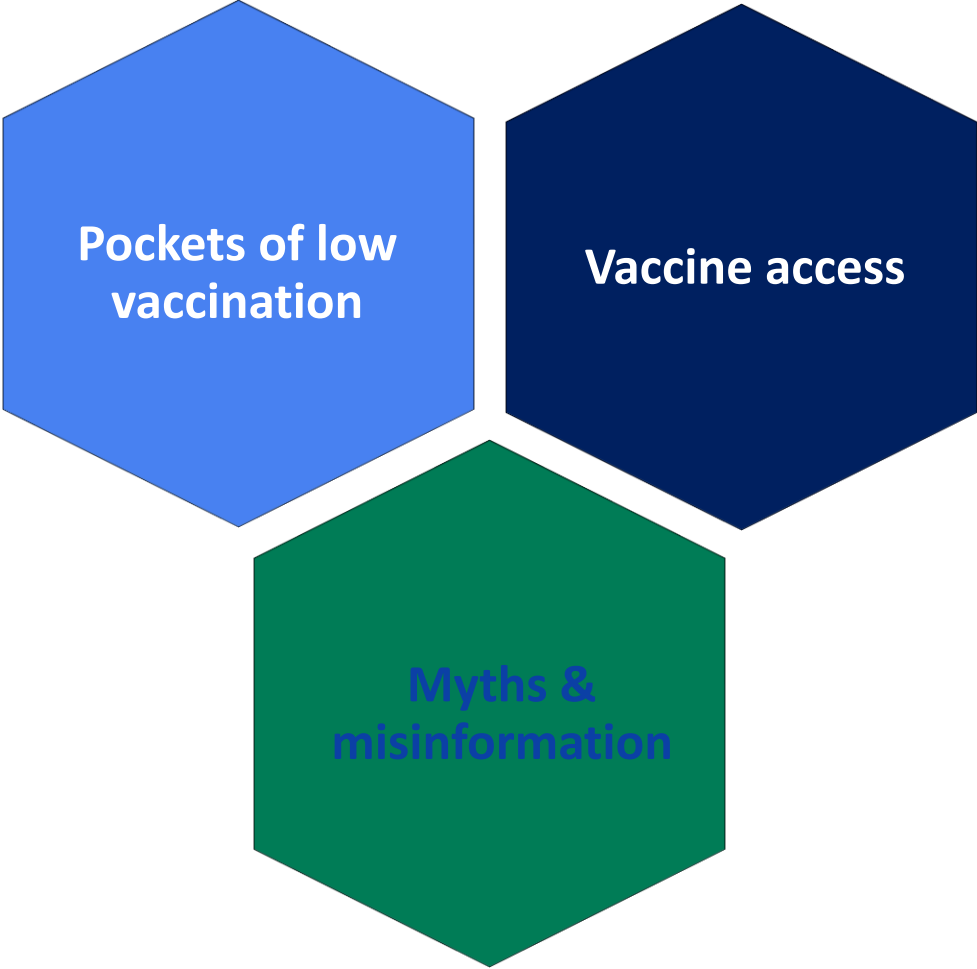 Pockets of low
vaccination
Vaccine access
Myths &
misinformation